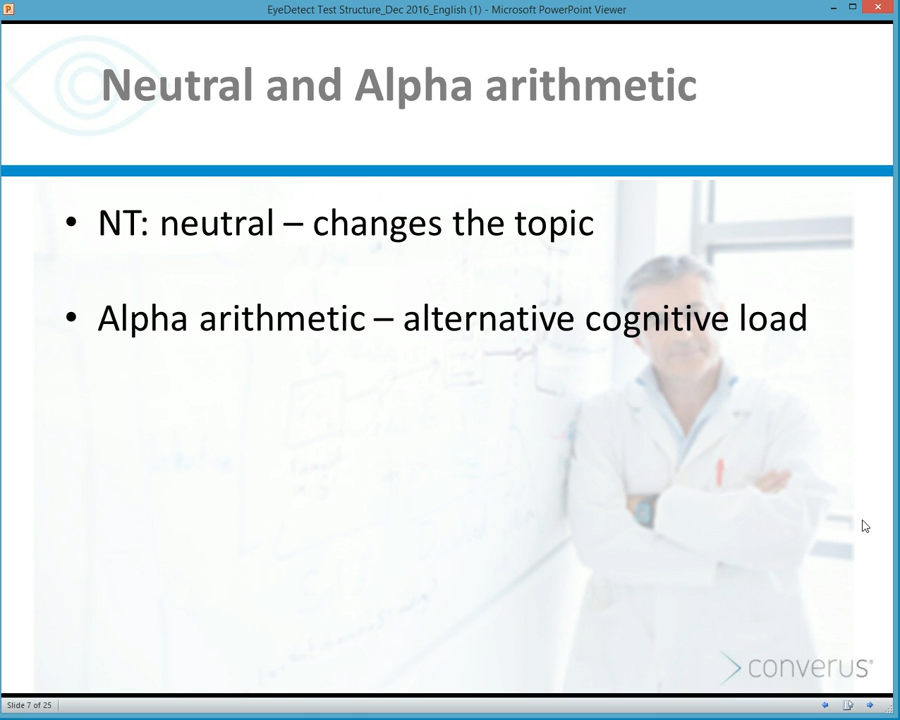 EyeDetect Test Structure_Dec 2016_English (1) - Microsoft PowerPoint Viewer
Neutral and Alpha arithmetic
• NT: neutral – changes the topic
• Alpha arithmetic – alternative cognitive load
converus®
Slide 7 of 25